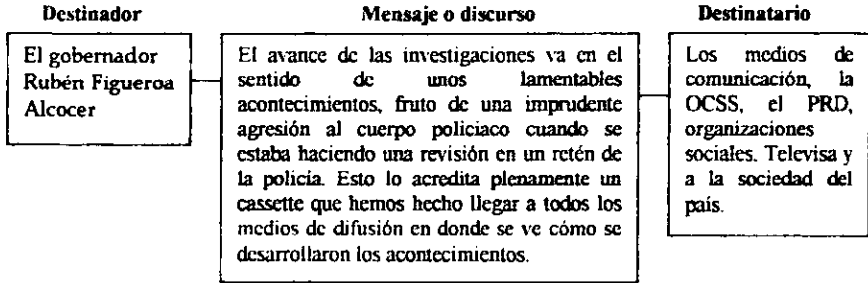 Destinador
Mensaje o discurso
Destinatario
El gobernador
Rubén Figueroa
Alcocer
El avance de las investigaciones va en el
sentido de unos lamentables
acontecimientos, fruto de una imprudente
agresión al cuerpo policiaco cuando se
estaba haciendo una revisión en un retén de
la policía. Esto lo acredita plenamente un
cassette que hemos hecho llegar a todos los
medios de difusión en donde se ve cómo se
desarrollaron los acontecimientos.
Los medios de
comunicación, la
OCSS, el PRD,
organizaciones
sociales. Televisa y
a la sociedad del
país.